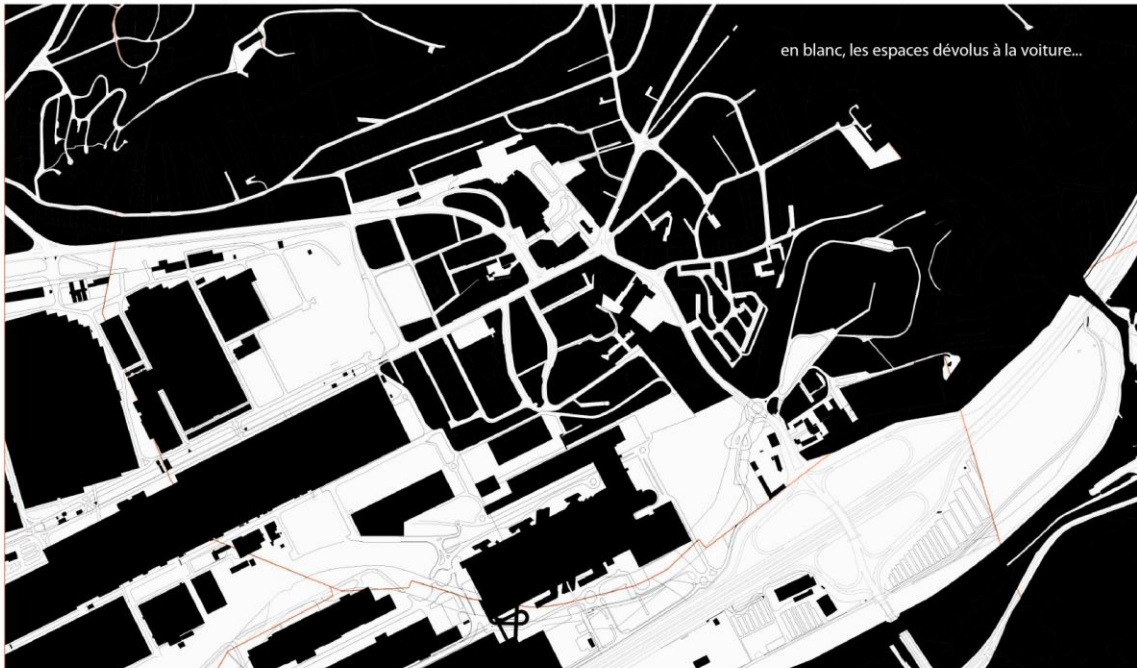 en blanc, les espaces dévolus à la voiture...